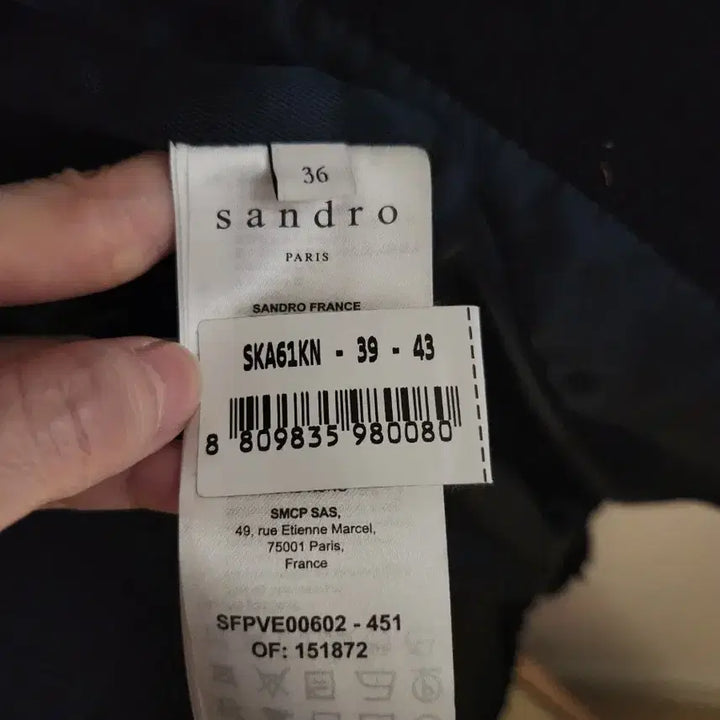 36
sandro
PARIS
SANDRO FRANCE
SKA61KN - 39 - 43
8 809835 980080
SMCP SAS,
49, rue Etienne Marcel,
75001 Paris,
France
SFPVE00602 - 451
OF: 151872